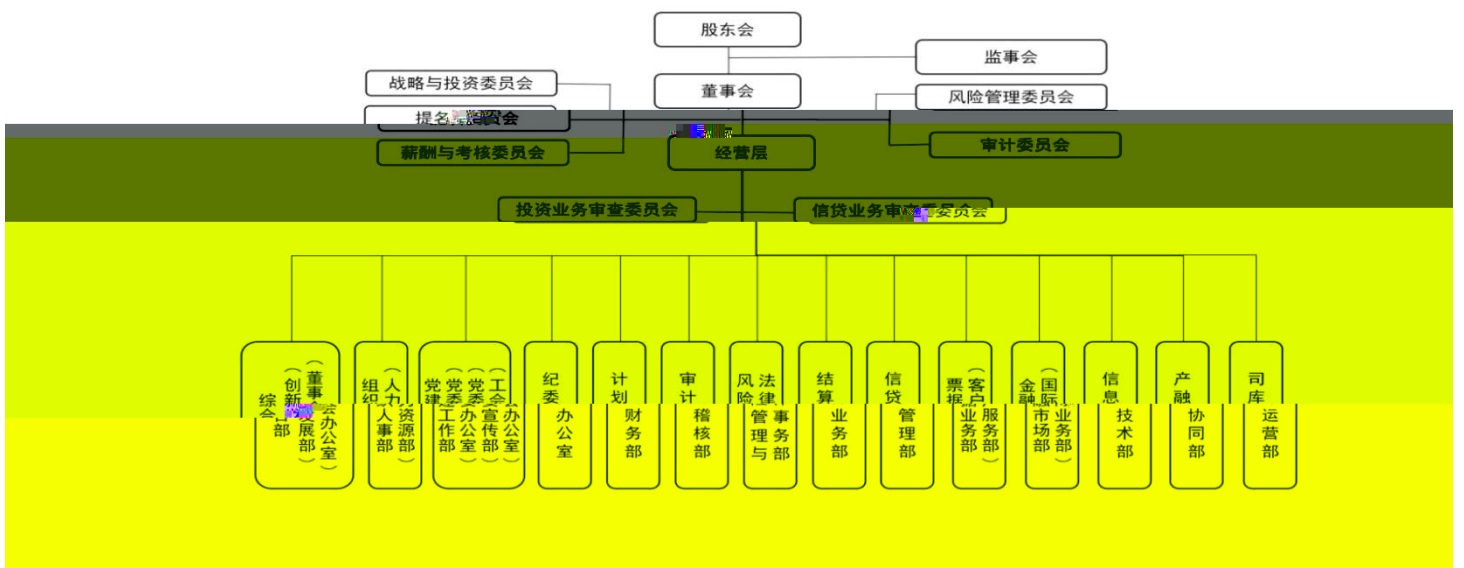 股东会
监事会
董事会
战略与投资委员会
风险管理委员会
提名委员会
薪酬与考核委员会
经营层
审计委员会
投资业务审查委员会
信贷业务审查委员会
综合部
（创新发展部）
（董事会办公室）
组织人事部
（人力资源部）
党建工作部
（党委办公室）
（党委宣传部）
（工会办公室）
纪委办公室
计划财务部
审计稽核部
风险管理与
法律事务部
结算业务部
信贷管理部
票据业务部
（客户服务部）
金融市场部
（国际业务部）
信息技术部
产融协同部
司库运营部